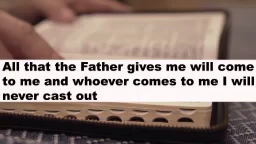 All that the Father gives me will come
to me and whoever comes to me I will
never cast out